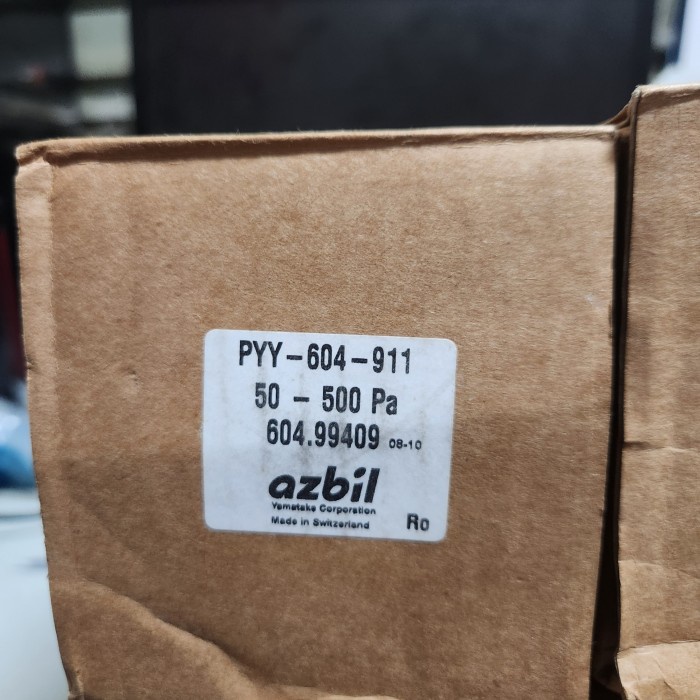 PYY-604-911
50 - 500 Pa
604.99409 08-10
azbil
Yamatake Corporation
Made in Switzerland Ro